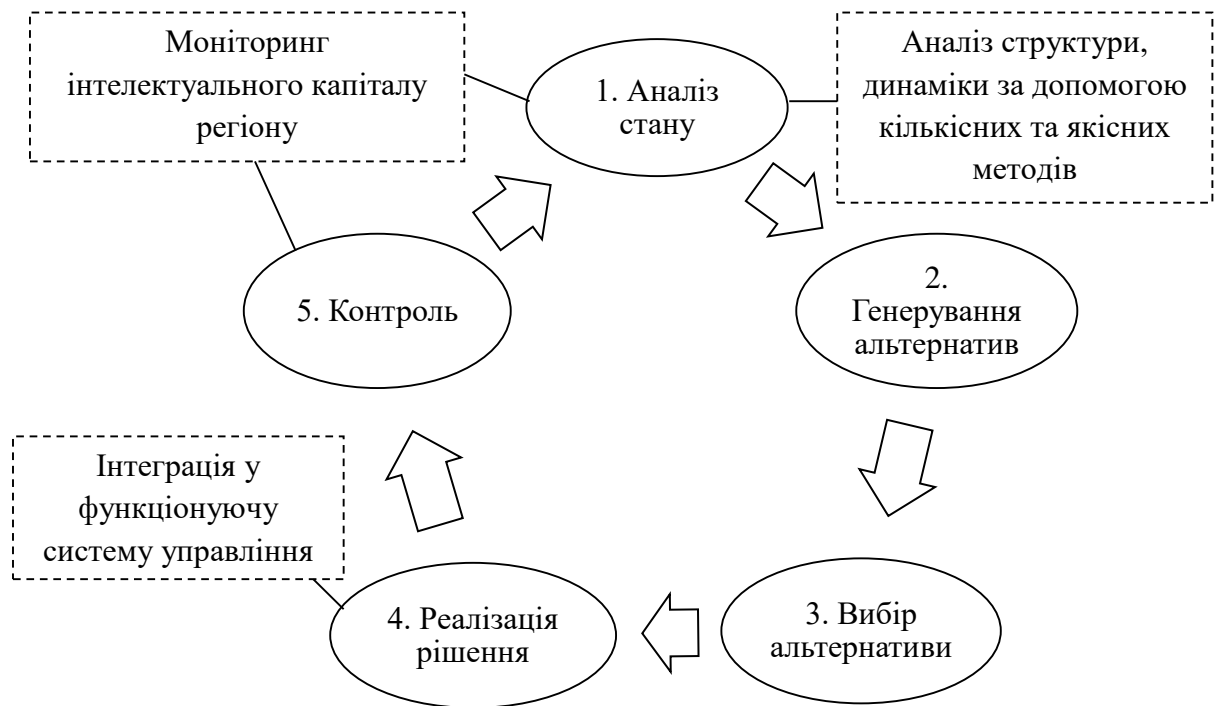 Моніторинг
інтелектуального капіталу
регіону
1. Аналіз
стану
Аналіз структури,
динаміки за допомогою
кількісних та якісних
методів
5. Контроль
2.
Генерування
альтернатив
Інтеграція у
функціонуючу
систему управління
4. Реалізація
рішення
3. Вибір
альтернативи